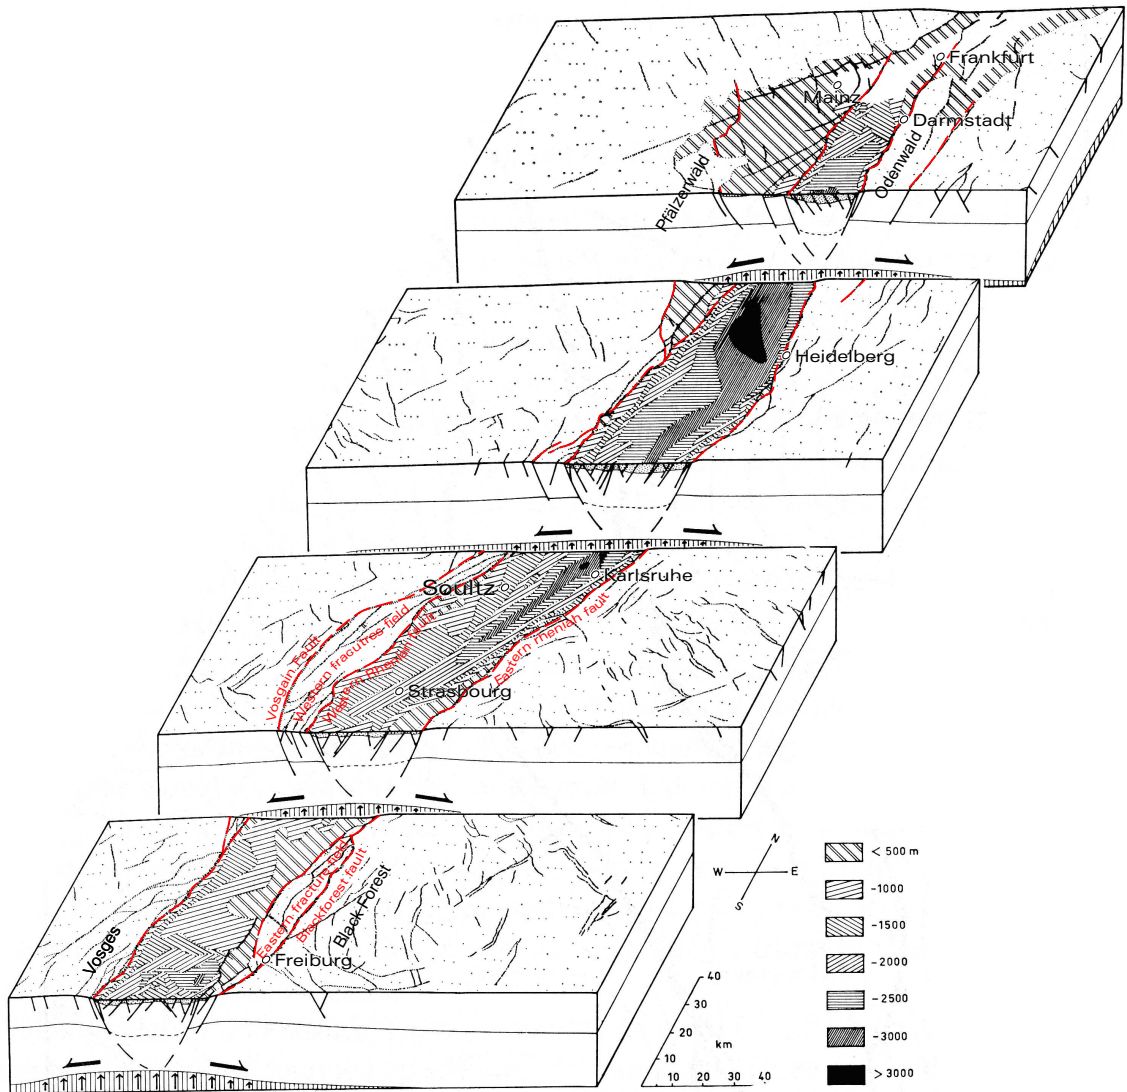 Frankfurt
Mainz
Darmstadt
Odenwald
Pfälzerwald
Heidelberg
Soultz
Karlsruhe
Vosgain Fault
Western fracutres field
Western Rhenian fault
Eastern rhenian fault
Strasbourg
Eastern fracture field
Blackforest fault
Black Forest
Vosges
Freiburg
N
W E
S
40
30
20
10
km
10 20 30 40
< 500 m
-1000
-1500
-2000
-2500
-3000
> 3000